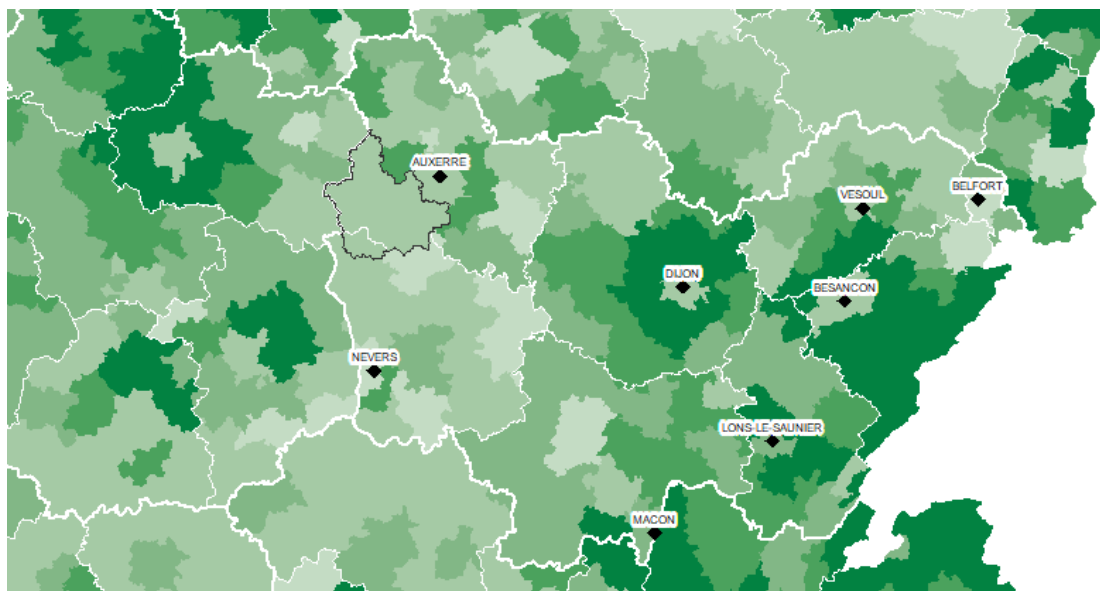 AUXERRE
BELFORT
VESOUL
DIJON
BESANCON
NEVERS
LONS-LE-SAUNIER
MACON